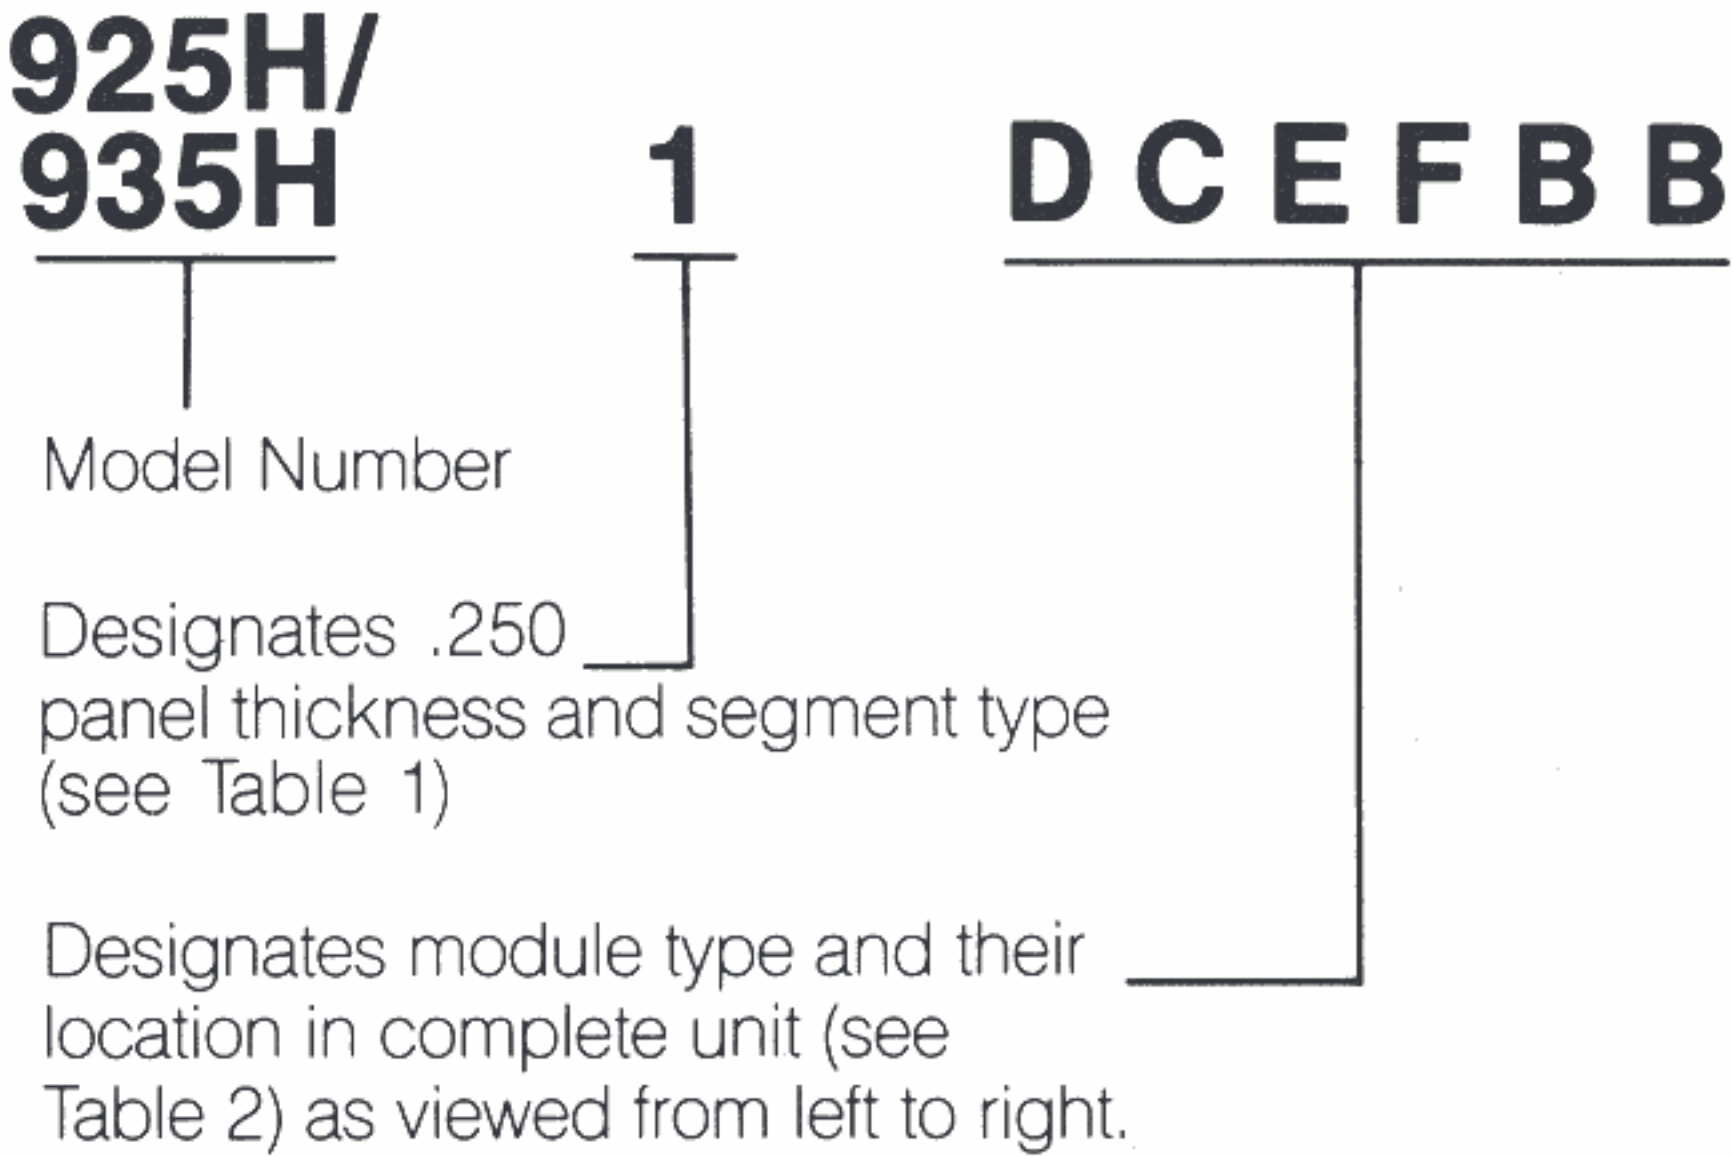 925H/
935H 1 D C E F B B
Model Number
Designates .250
panel thickness and segment type
(see Table 1)
Designates module type and their
location in complete unit (see
Table 2) as viewed from left to right.